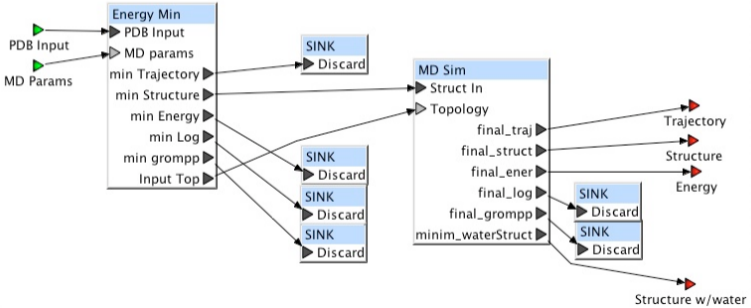 PDB Input
MD Params
Energy Min
PDB Input
MD params
min Trajectory
min Structure
min Energy
min Log
min grompp
Input Top
SINK
Discard
SINK
Discard
SINK
Discard
SINK
Discard
MD Sim
Struct In
Topology
final_traj
final_struct
final_ener
final_log
final_grompp
minim_waterStruct
SINK
Discard
SINK
Discard
Trajectory
Structure
Energy
Structure w/water